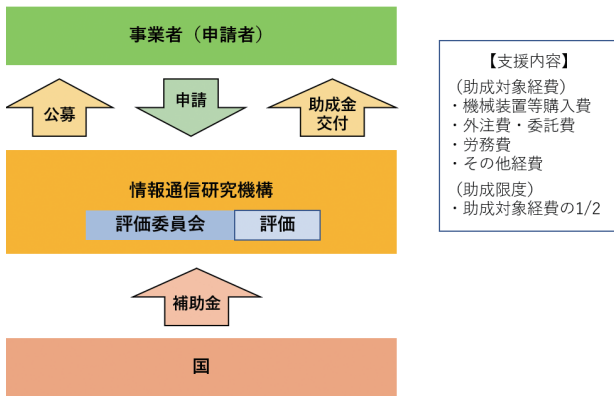 事業者（申請者）
公募
申請
助成金
交付
情報通信研究機構
評価委員会
評価
補助金
国
【支援内容】
(助成対象経費)
・機械装置等購入費
・外注費・委託費
・労務費
・その他経費
(助成限度)
・助成対象経費の1/2